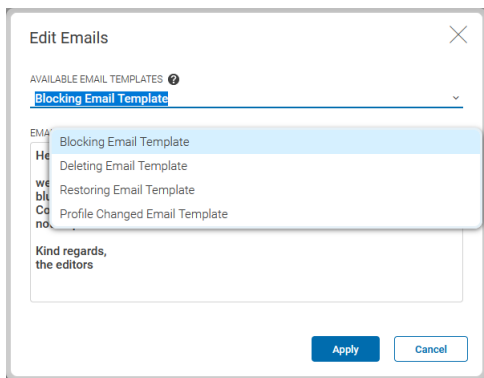 Edit Emails
AVAILABLE EMAIL TEMPLATES
Blocking Email Template
Blocking Email Template
Deleting Email Template
Restoring Email Template
Profile Changed Email Template
Kind regards,
the editors
Apply
Cancel